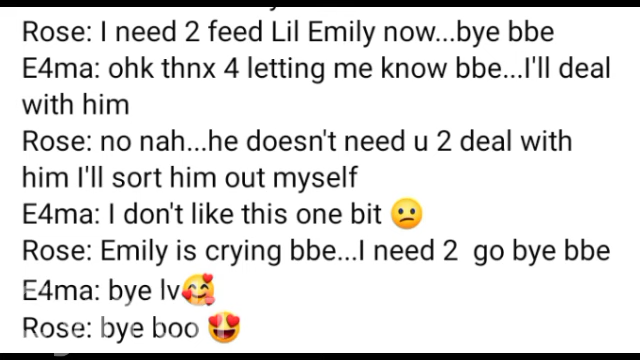 Rose: I need 2 feed Lil Emily now...bye bbe
E4ma: ohk thnx 4 letting me know bbe...I'll deal
with him
Rose: no nah...he doesn't need u 2 deal with
him I'll sort him out myself
E4ma: I don't like this one bit 😕
Rose: Emily is crying bbe...I need 2  go bye bbe
E4ma: bye lv🥰
Rose: bye boo 😍